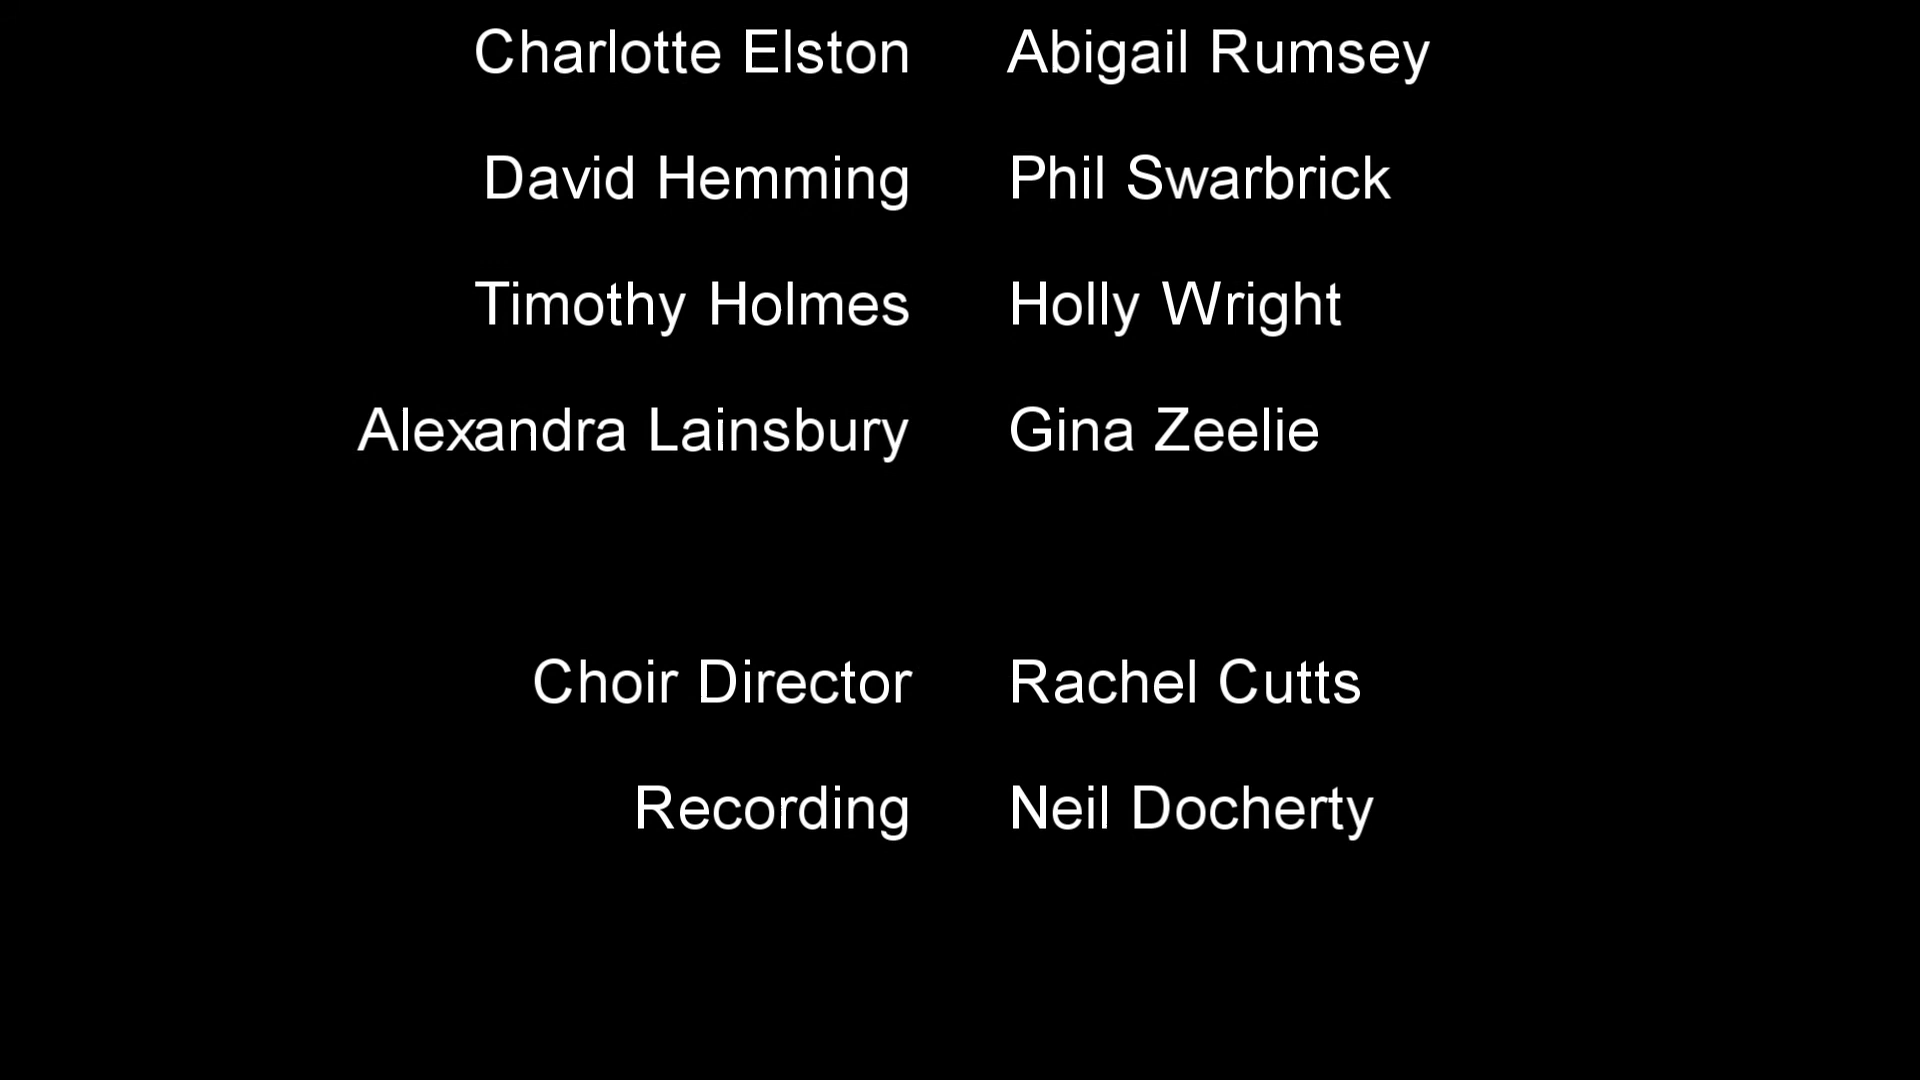 Charlotte Elston Abigail Rumsey
David Hemming Phil Swarbrick
Timothy Holmes Holly Wright
Alexandra Lainsbury Gina Zeelie
Choir Director Rachel Cutts
Recording Neil Docherty